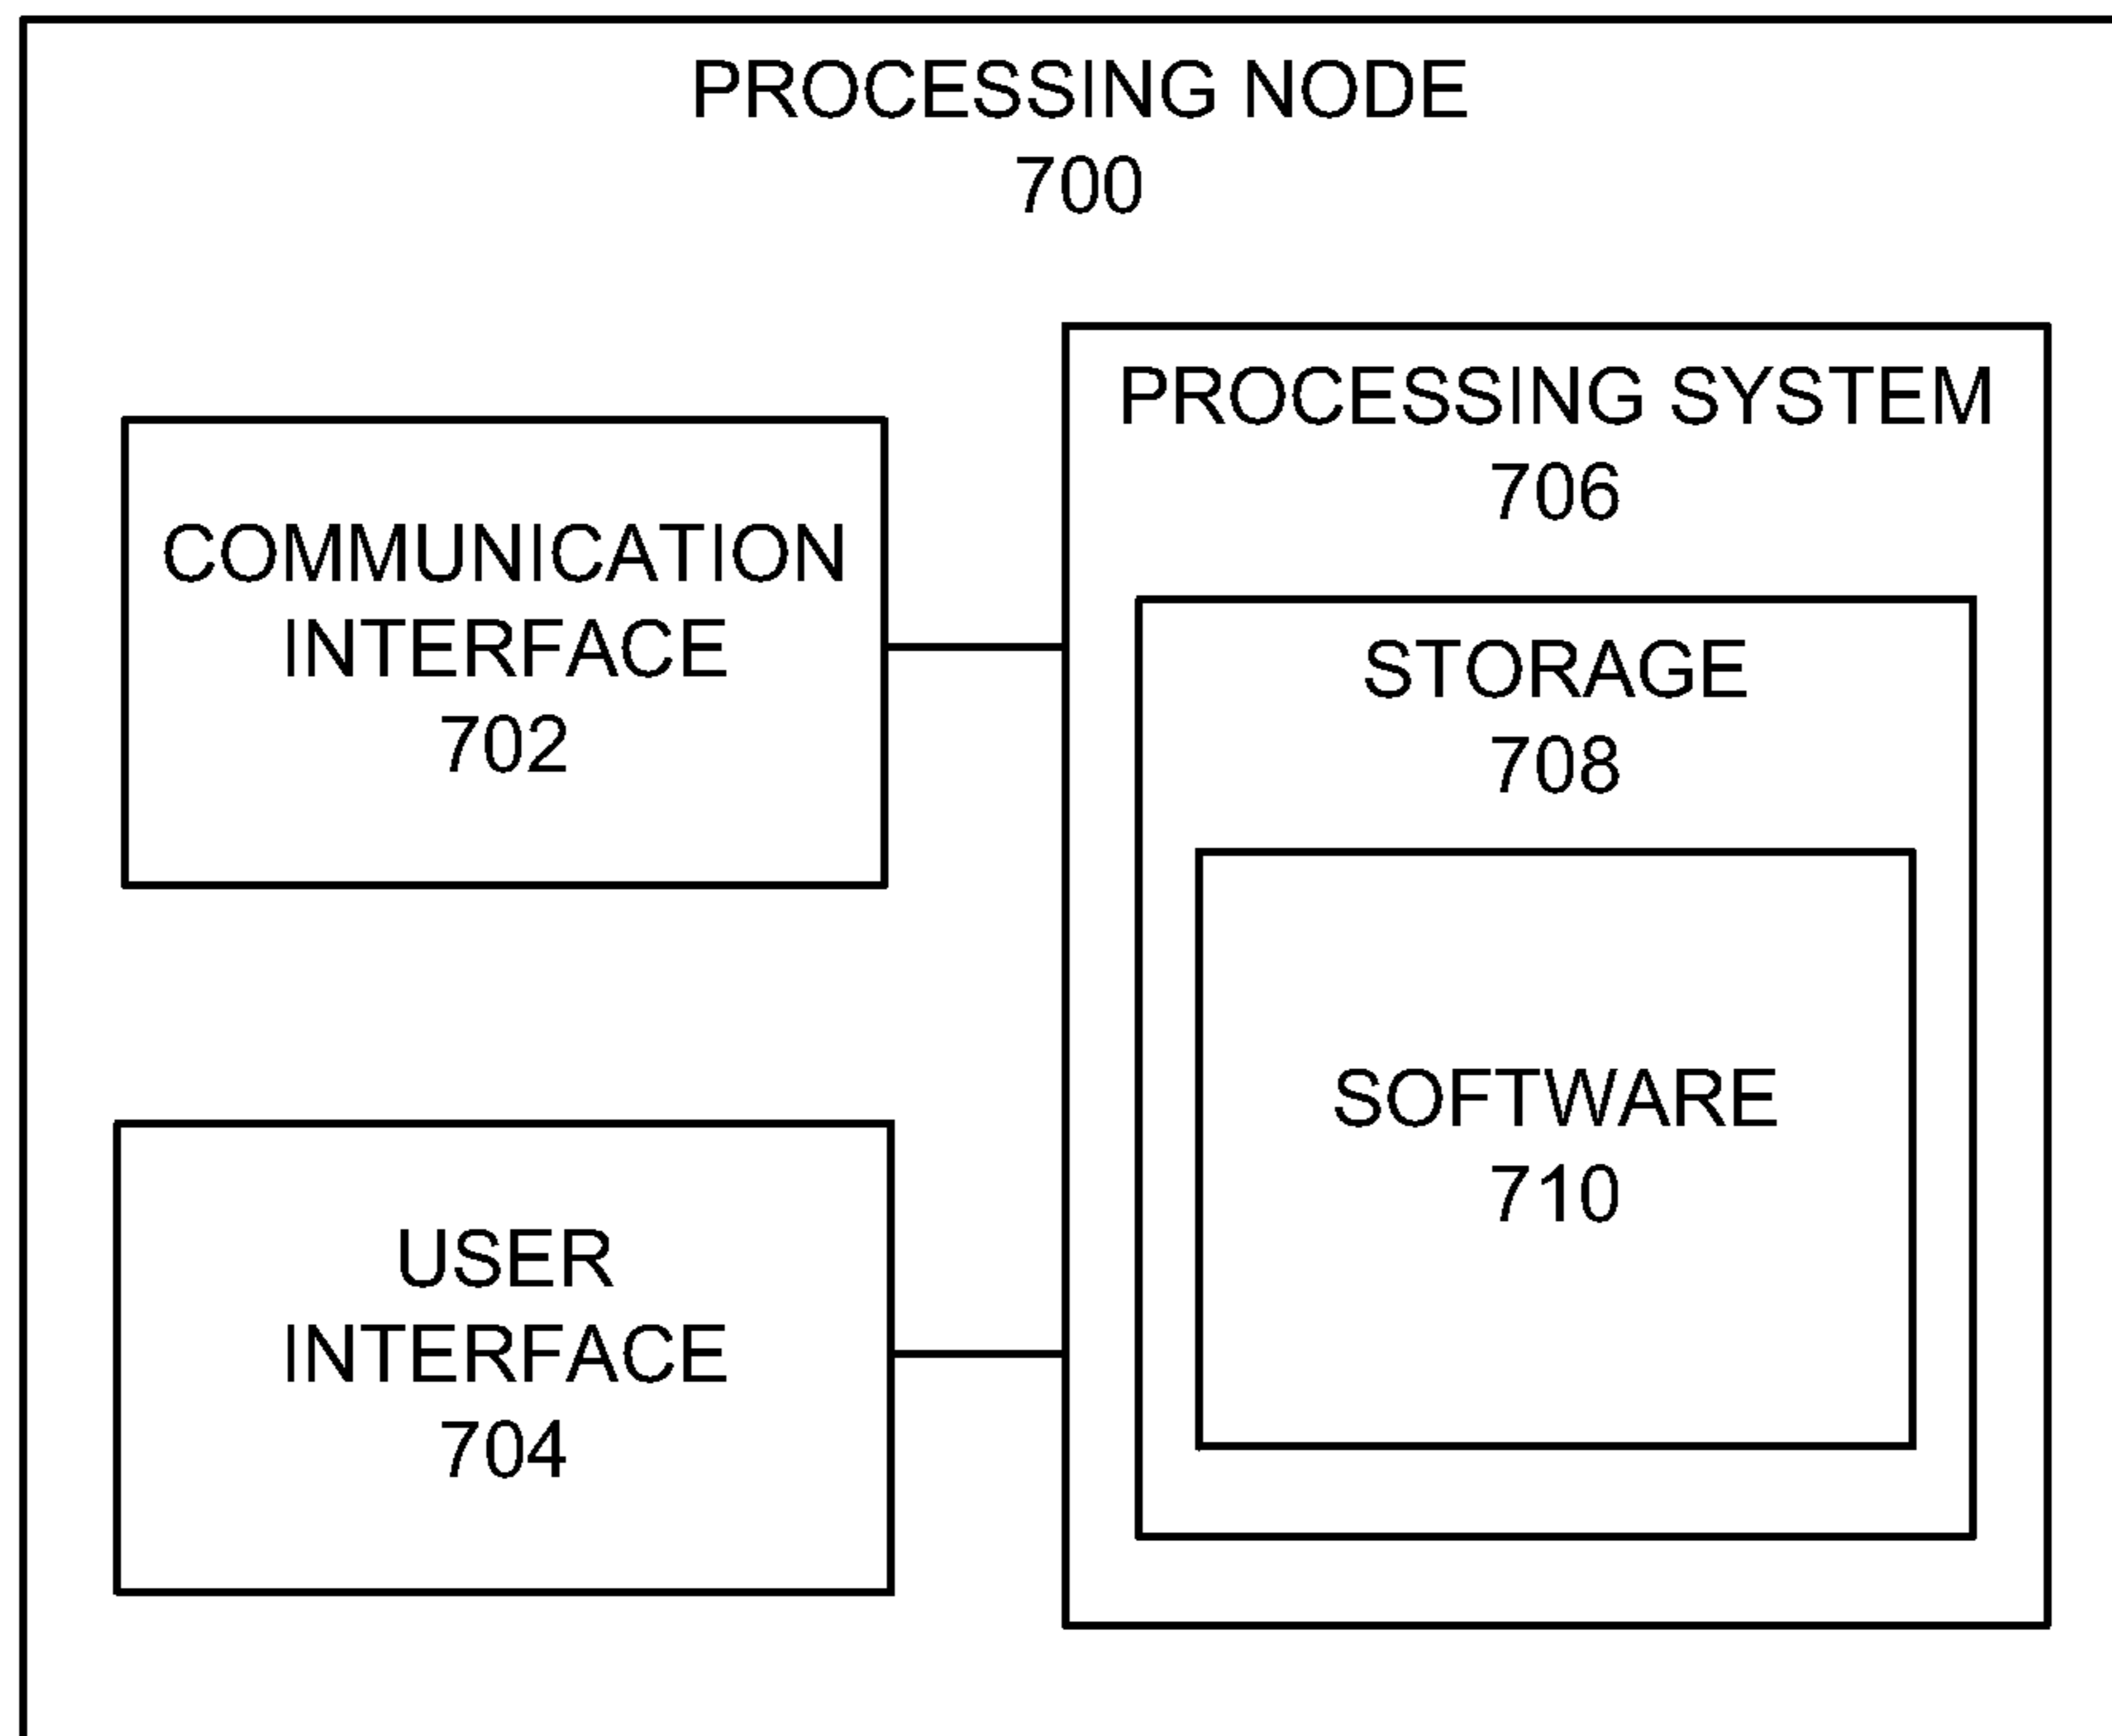 PROCESSING NODE
700
PROCESSING SYSTEM
706
COMMUNICATION
INTERFACE
702
STORAGE
708
SOFTWARE
710
USER
INTERFACE
704